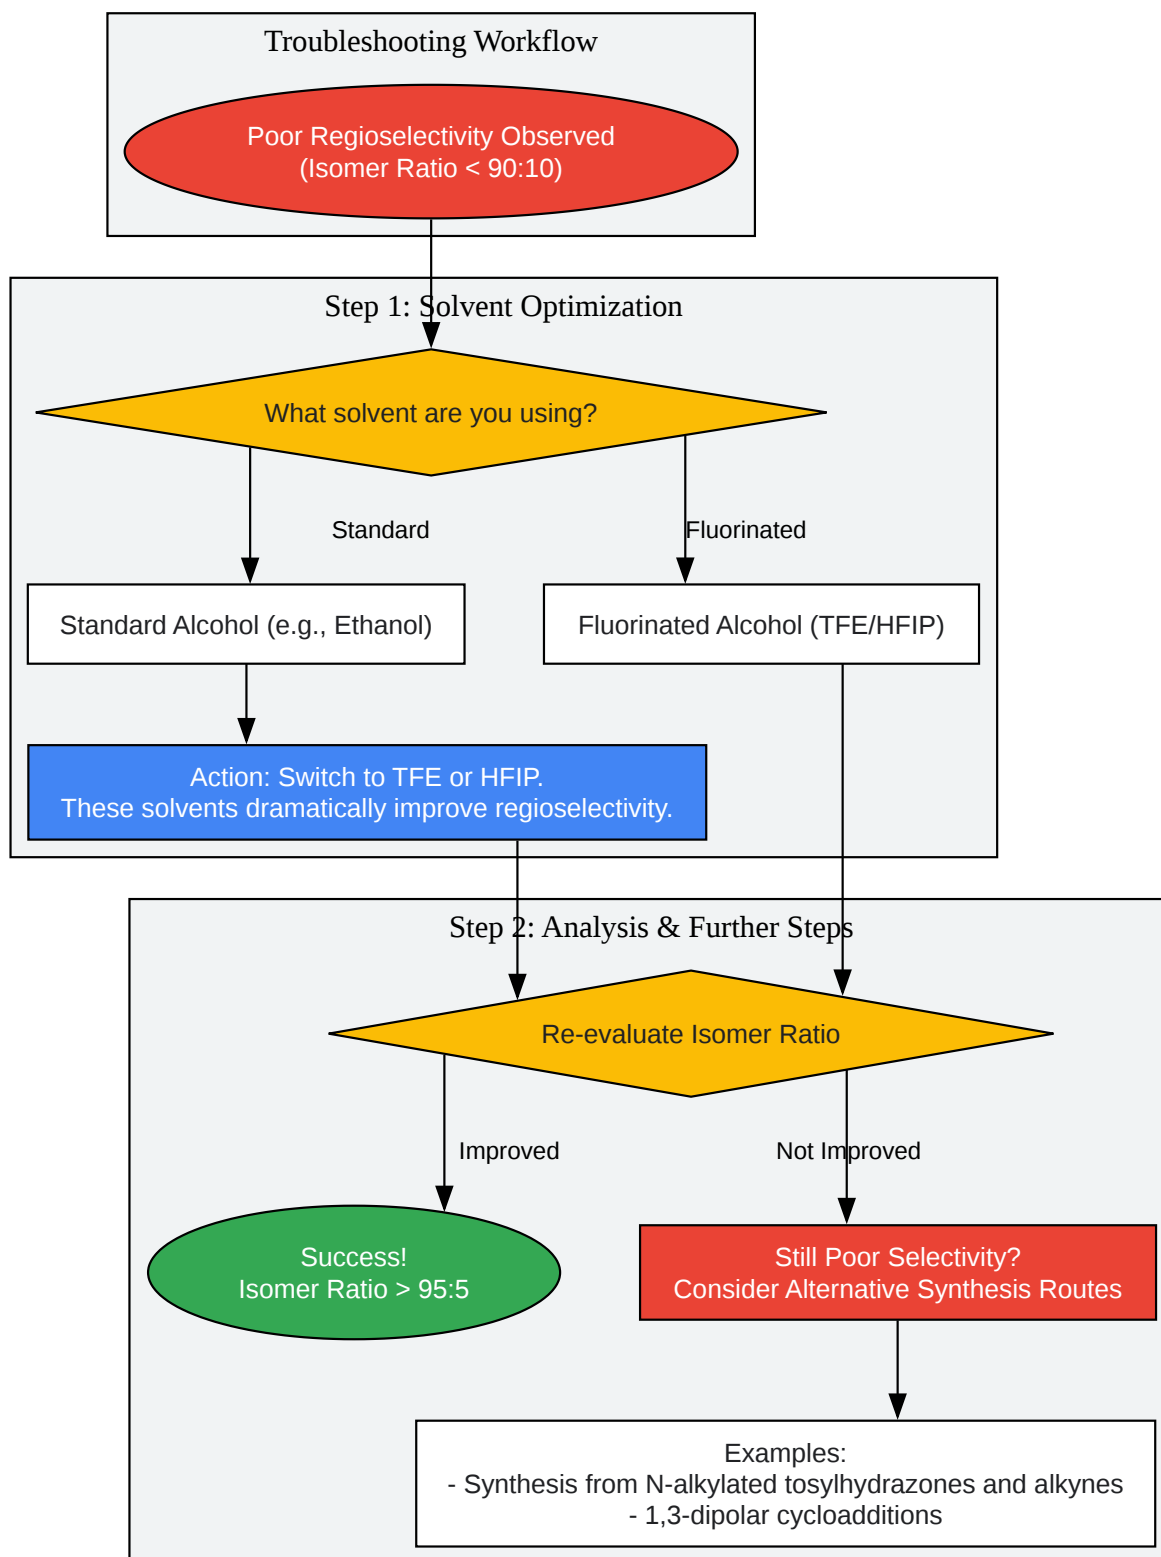 Troubleshooting Workflow
Poor Regioselectivity Observed
(Isomer Ratio < 90:10)
Step 1: Solvent Optimization
What solvent are you using?
Standard
Fluorinated
Standard Alcohol (e.g., Ethanol)
Fluorinated Alcohol (TFE/HFIP)
Action: Switch to TFE or HFIP.
These solvents dramatically improve regioselectivity.
Step 2: Analysis & Further Steps
Re-evaluate Isomer Ratio
Improved
Not Improved
Success!
Isomer Ratio > 95:5
Still Poor Selectivity?
Consider Alternative Synthesis Routes
Examples:
- Synthesis from N-alkylated tosylhydrazones and alkynes
- 1,3-dipolar cycloadditions